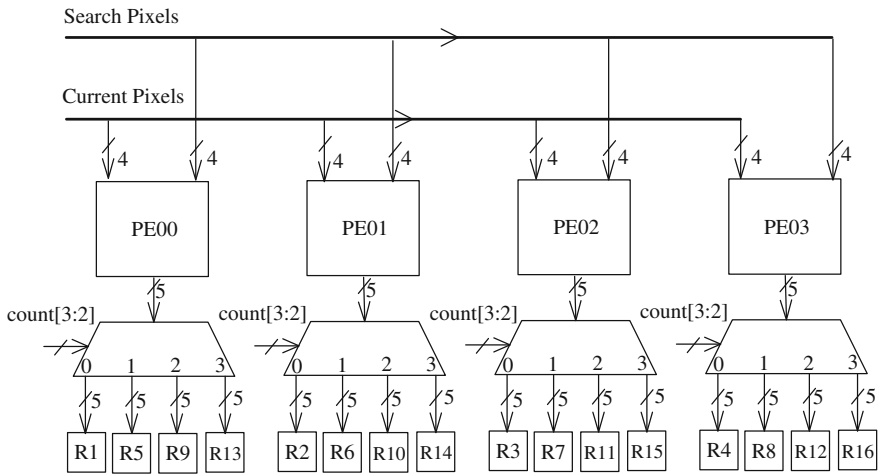 Search Pixels
Current Pixels
4 4 4 4 4 4 4 4
PE00 PE01 PE02 PE03
5 5 5 5
count[3:2] count[3:2] count[3:2] count[3:2]
0 1 2 3 0 1 2 3 0 1 2 3 0 1 2 3
5 5 5 5 5 5 5 5 5 5 5 5 5 5 5 5
R1 R5 R9 R13 R2 R6 R10 R14 R3 R7 R11 R15 R4 R8 R12 R16